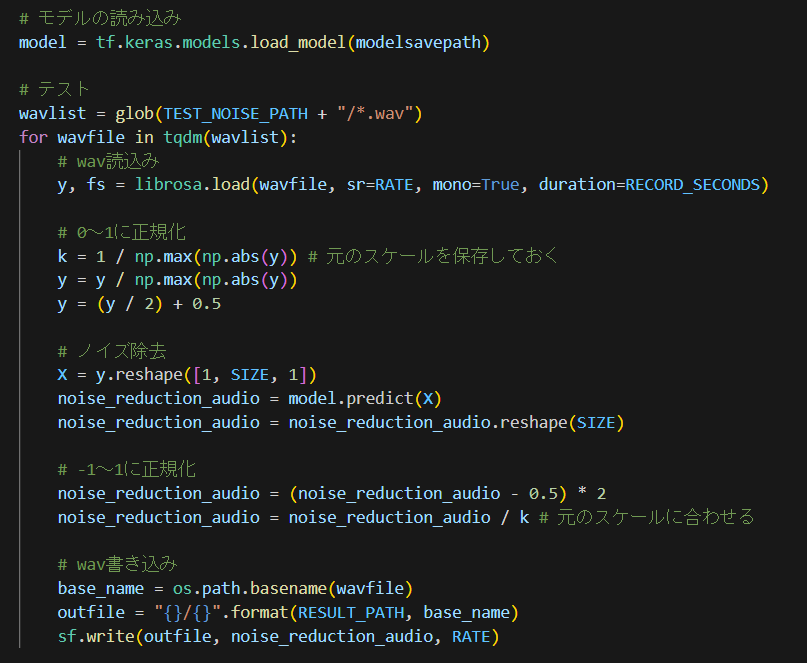 # モデルの読み込み
model = tf.keras.models.load_model(modelsavepath)
# テスト
wavlist = glob(TEST_NOISE_PATH + "/*.wav")
for wavfile in tqdm(wavlist):
# wav読込み
y, fs = librosa.load(wavfile, sr=RATE, mono=True, duration=RECORD_SECONDS)
# 0～1に正規化
k = 1 / np.max(np.abs(y)) # 元のスケールを保存しておく
y = y / np.max(np.abs(y))
y = (y / 2) + 0.5
# ノイズ除去
X = y.reshape([1, SIZE, 1])
noise_reduction_audio = model.predict(X)
noise_reduction_audio = noise_reduction_audio.reshape(SIZE)
# -1～1に正規化
noise_reduction_audio = (noise_reduction_audio - 0.5) * 2
noise_reduction_audio = noise_reduction_audio / k # 元のスケールに合わせる
# wav書き込み
base_name = os.path.basename(wavfile)
outfile = "{}/{}".format(RESULT_PATH, base_name)
sf.write(outfile, noise_reduction_audio, RATE)